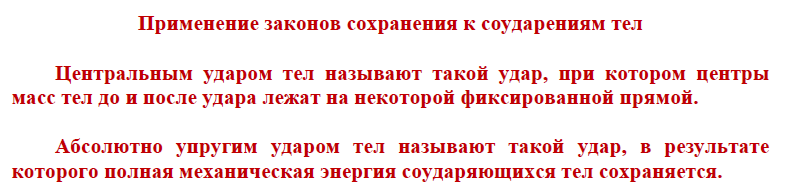 Применение законов сохранения к соударениям тел
Центральным ударом тел называют такой удар, при котором центры
масс тел до и после удара лежат на некоторой фиксированной прямой.
Абсолютно упругим ударом тел называют такой удар, в результате
которого полная механическая энергия соударяющихся тел сохраняется.